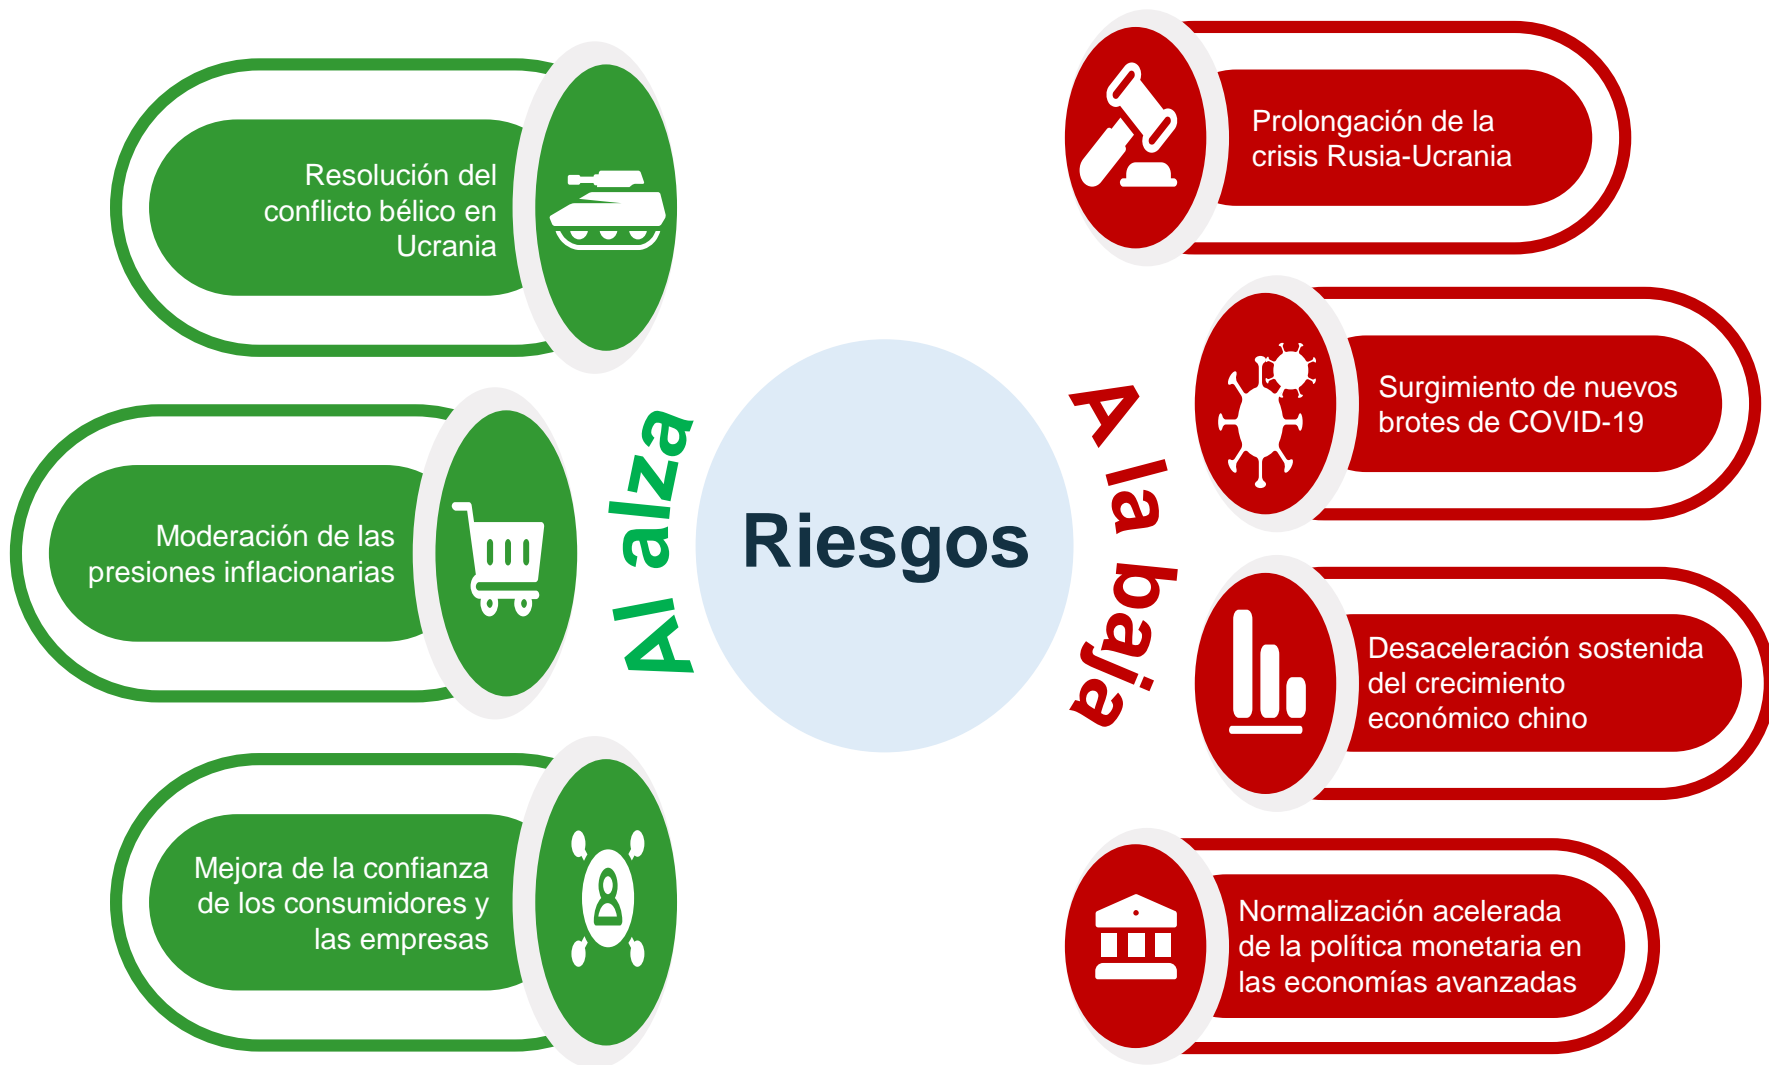 Resolución del
conflicto bélico en
Ucrania
Moderación de las
presiones inflacionarias
Mejora de la confianza
de los consumidores y
las empresas
Al alza
Riesgos
A la baja
Prolongación de la
crisis Rusia-Ucrania
Surgimiento de nuevos
brotes de COVID-19
Desaceleración sostenida
del crecimiento
económico chino
Normalización acelerada
de la política monetaria en
las economías avanzadas